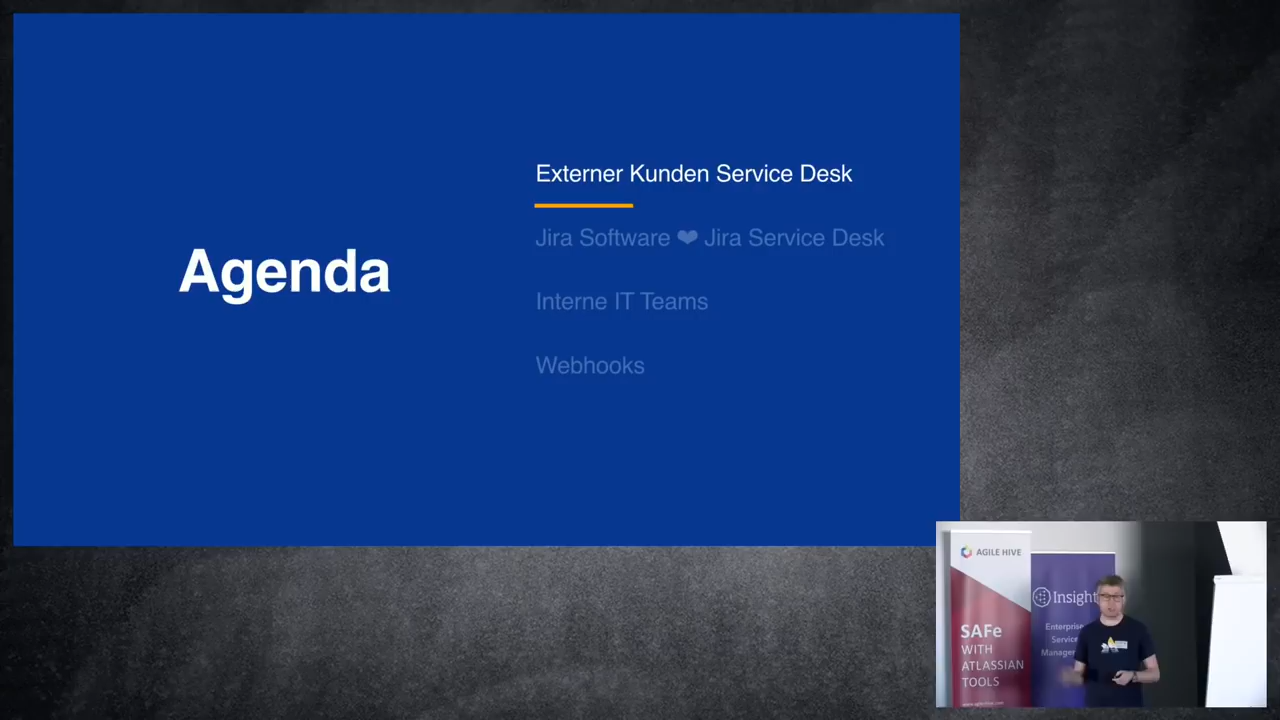 Agenda
Externer Kunden Service Desk
Jira Software ❤ Jira Service Desk
Interne IT Teams
Webhooks
AGILE HIVE
SAFe
WITH
ATLASSIAN
TOOLS
Insight
Enterprise
Service